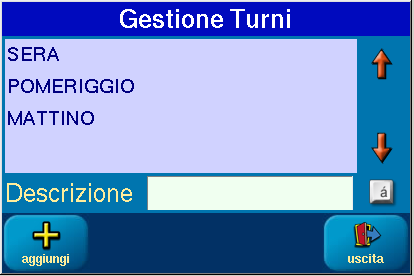 Gestione Turni
SERA
POMERIGGIO
MATTINO
Descrizione
á
aggiungi
uscita